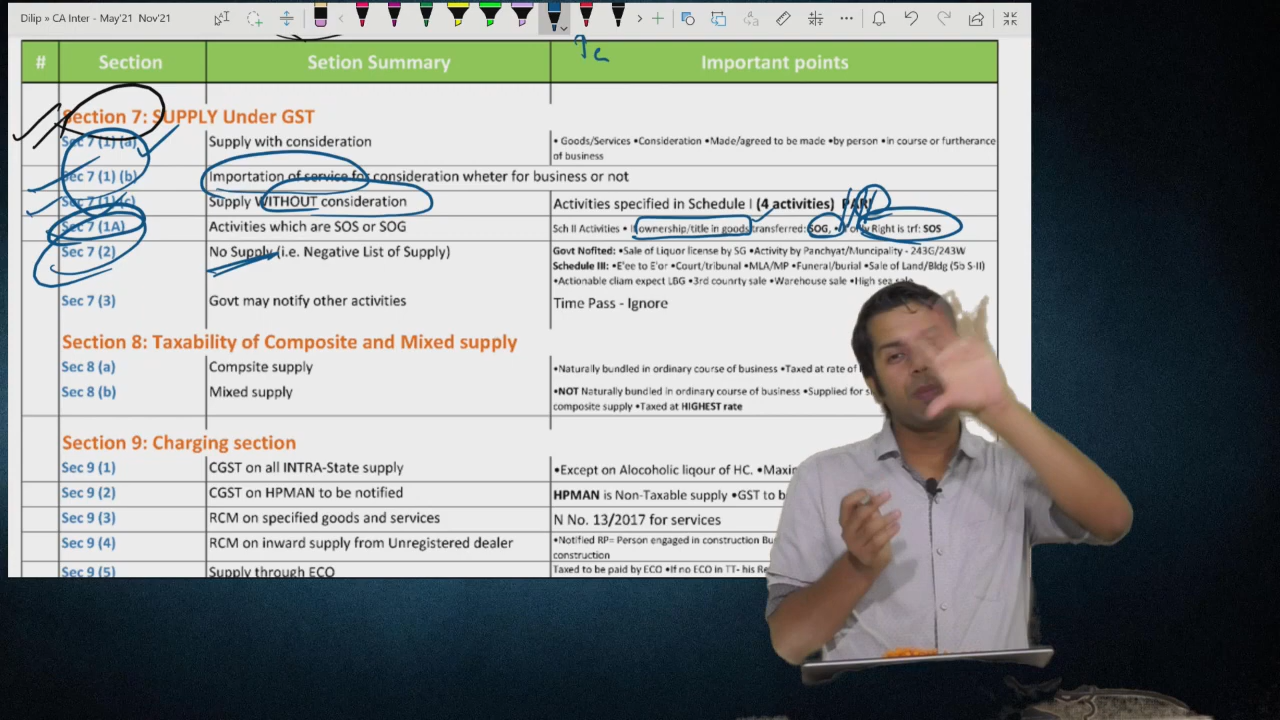 Dilip » CA Inter - May'21 Nov'21
# Section Setion Summary Important points
Section 7: SUPPLY Under GST
Sec 7 (1) (a) Supply with consideration • Goods/Services •Consideration •Made/agreed to be made •by person •in course or furtherance
of business
Sec 7 (1) (b) Importation of service for consideration wheter for business or not
Sec 7 (1) (c) Supply WITHOUT consideration Activities specified in Schedule I (4 activities) PARI
Sec 7 (1A) Activities which are SOS or SOG Sch II Activities • ownership/title in goods transferred: SOG, only Right is trf: SOS
Sec 7 (2) No Supply (i.e. Negative List of Supply) Govt Nofited: •Sale of Liquor license by SG •Activity by Panchyat/Muncipality - 243G/243W
Schedule III: •E'ee to E'or •Court/tribunal •MLA/MP •Funeral/burial •Sale of Land/Bldg (5b S-II)
•Actionable cliam expect LBG •3rd counrty sale •Warehouse sale •High sea sale
Sec 7 (3) Govt may notify other activities Time Pass - Ignore
Section 8: Taxability of Composite and Mixed supply
Sec 8 (a) Compsite supply •Naturally bundled in ordinary course of business •Taxed at rate of
Sec 8 (b) Mixed supply •NOT Naturally bundled in ordinary course of business •Supplied for
composite supply •Taxed at HIGHEST rate
Section 9: Charging section
Sec 9 (1) CGST on all INTRA-State supply •Except on Alocoholic liqour of HC.
Sec 9 (2) CGST on HPMAN to be notified HPMAN is Non-Taxable supply •GST to
Sec 9 (3) RCM on specified goods and services N No. 13/2017 for services
Sec 9 (4) RCM on inward supply from Unregistered dealer •Notified RP= Person engaged in construction
construction
Sec 9 (5) Supply through ECO Taxed to be paid by ECO •If no ECO in TT- his